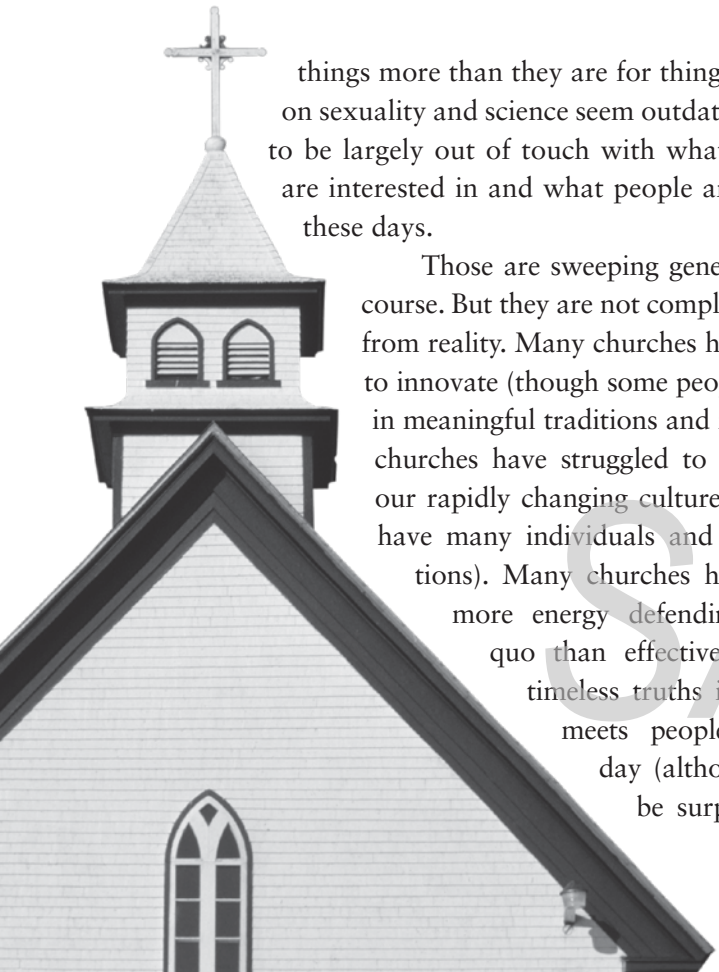 things more than they are for thing
on sexuality and science seem outdat
to be largely out of touch with wha
are interested in and what people a
these days.
Those are sweeping gene
course. But they are not compl
from reality. Many churches h
to innovate (though some peo
in meaningful traditions and
churches have struggled to
our rapidly changing culture
have many individuals and
tions). Many churches h
more energy defendin
quo than effective
timeless truths i
meets people
day (altho
be surp
S